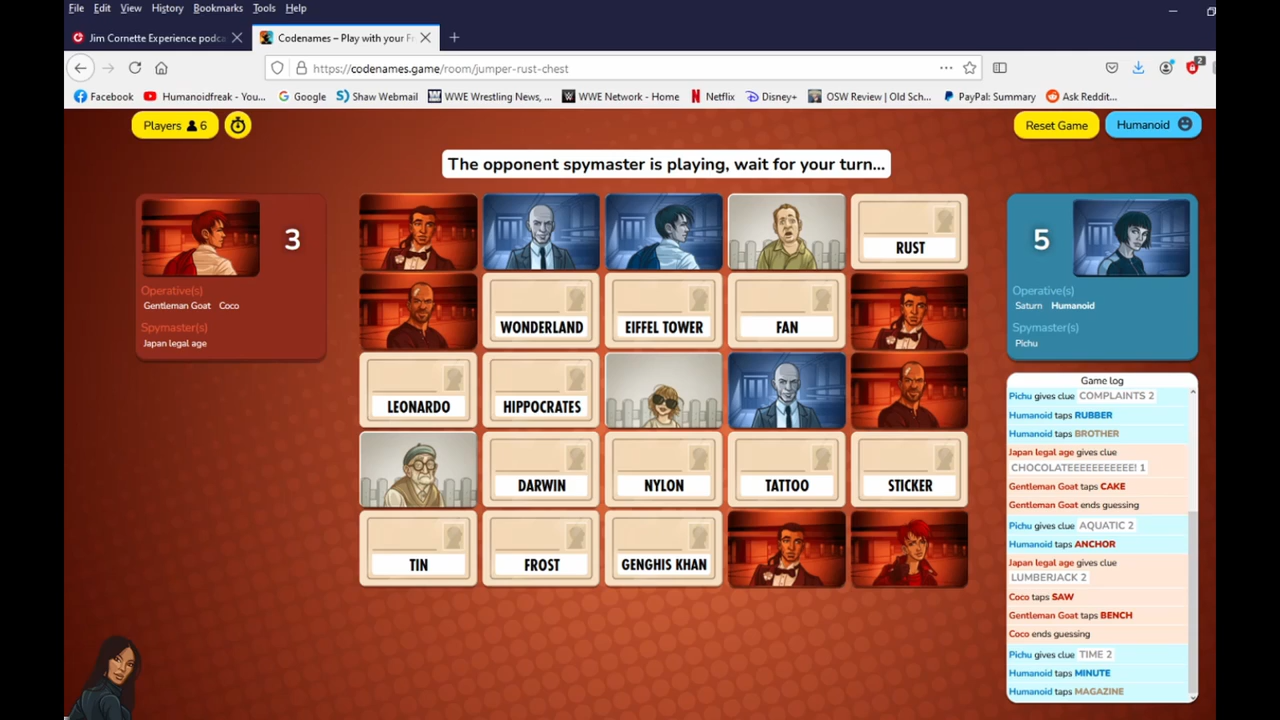 File Edit View History Bookmarks Tools Help
Jim Cornette Experience podca
Codenames – Play with your Fr
https://codenames.game/room/jumper-rust-chest
2
Facebook Humanoidfreak - You... Google Shaw Webmail WWE Wrestling News, ... WWE Network - Home Netflix Disney+ OSW Review | Old Sch... PayPal: Summary Ask Reddit...
Players 6
Reset Game
Humanoid
The opponent spymaster is playing, wait for your turn...
3
Operative(s)
Gentleman Goat Coco
Spymaster(s)
Japan legal age
RUST
WONDERLAND
EIFFEL TOWER
FAN
LEONARDO
HIPPOCRATES
DARWIN
NYLON
TATTOO
STICKER
TIN
FROST
GENGHIS KHAN
5
Operative(s)
Saturn Humanoid
Spymaster(s)
Pichu
Game log
Pichu gives clue COMPLAINTS 2
Humanoid taps RUBBER
Humanoid taps BROTHER
Japan legal age gives clue
CHOCOLATEEEEEEEEEEE! 1
Gentleman Goat taps CAKE
Gentleman Goat ends guessing
Pichu gives clue AQUATIC 2
Humanoid taps ANCHOR
Japan legal age gives clue
LUMBERJACK 2
Coco taps SAW
Gentleman Goat taps BENCH
Coco ends guessing
Pichu gives clue TIME 2
Humanoid taps MINUTE
Humanoid taps MAGAZINE